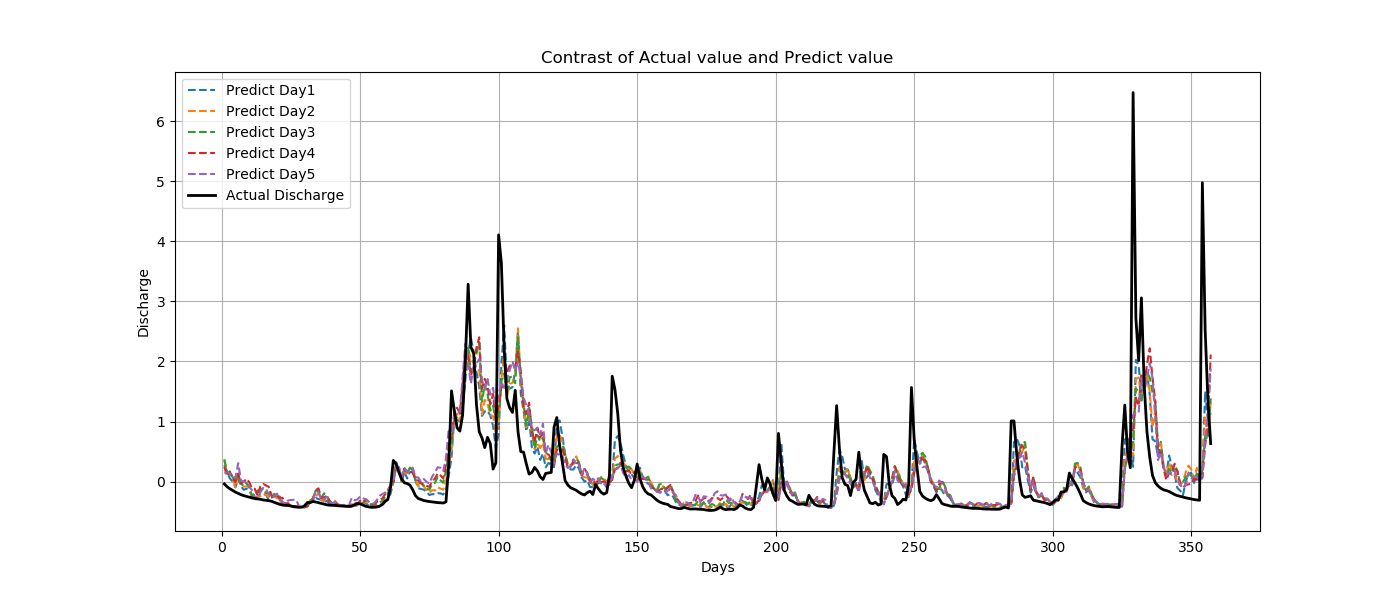 Contrast of Actual value and Predict value
Predict Day1
Predict Day2
Predict Day3
Predict Day4
Predict Day5
Actual Discharge
Discharge
6
5
4
3
2
1
0
0 50 100 150 200 250 300 350
Days